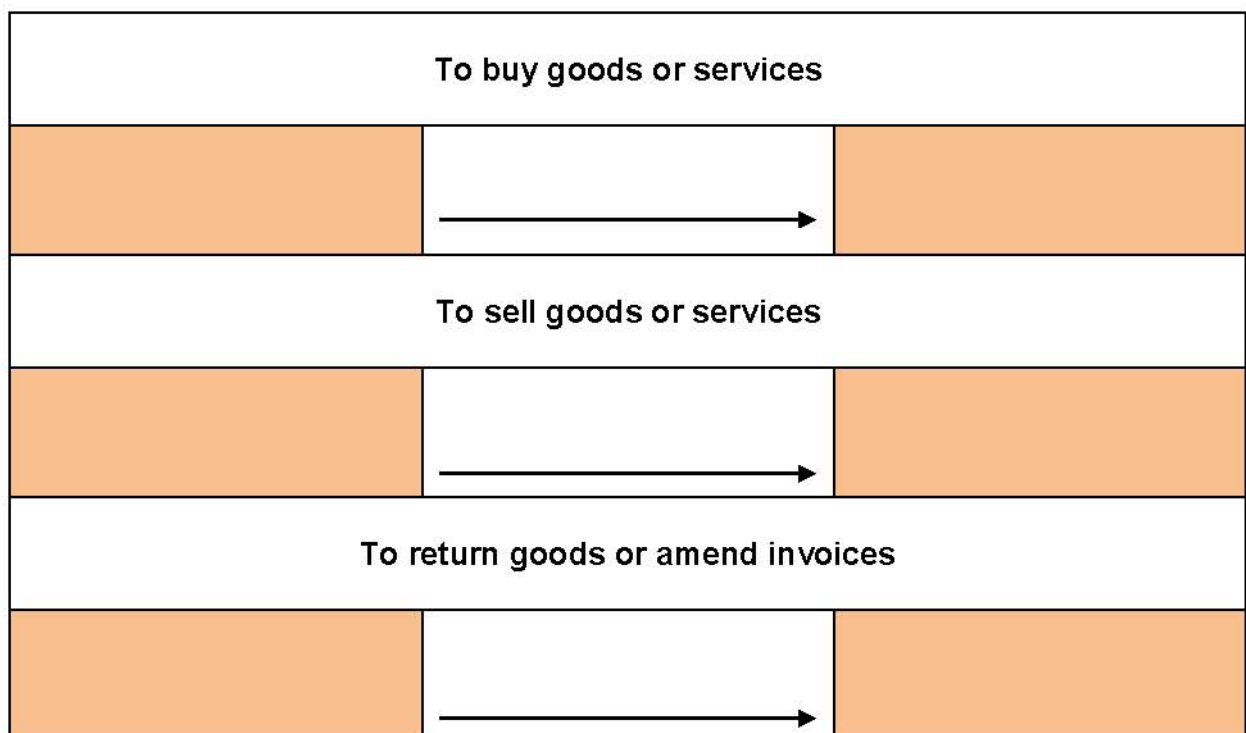 To buy goods or services
To sell goods or services
To return goods or amend invoices